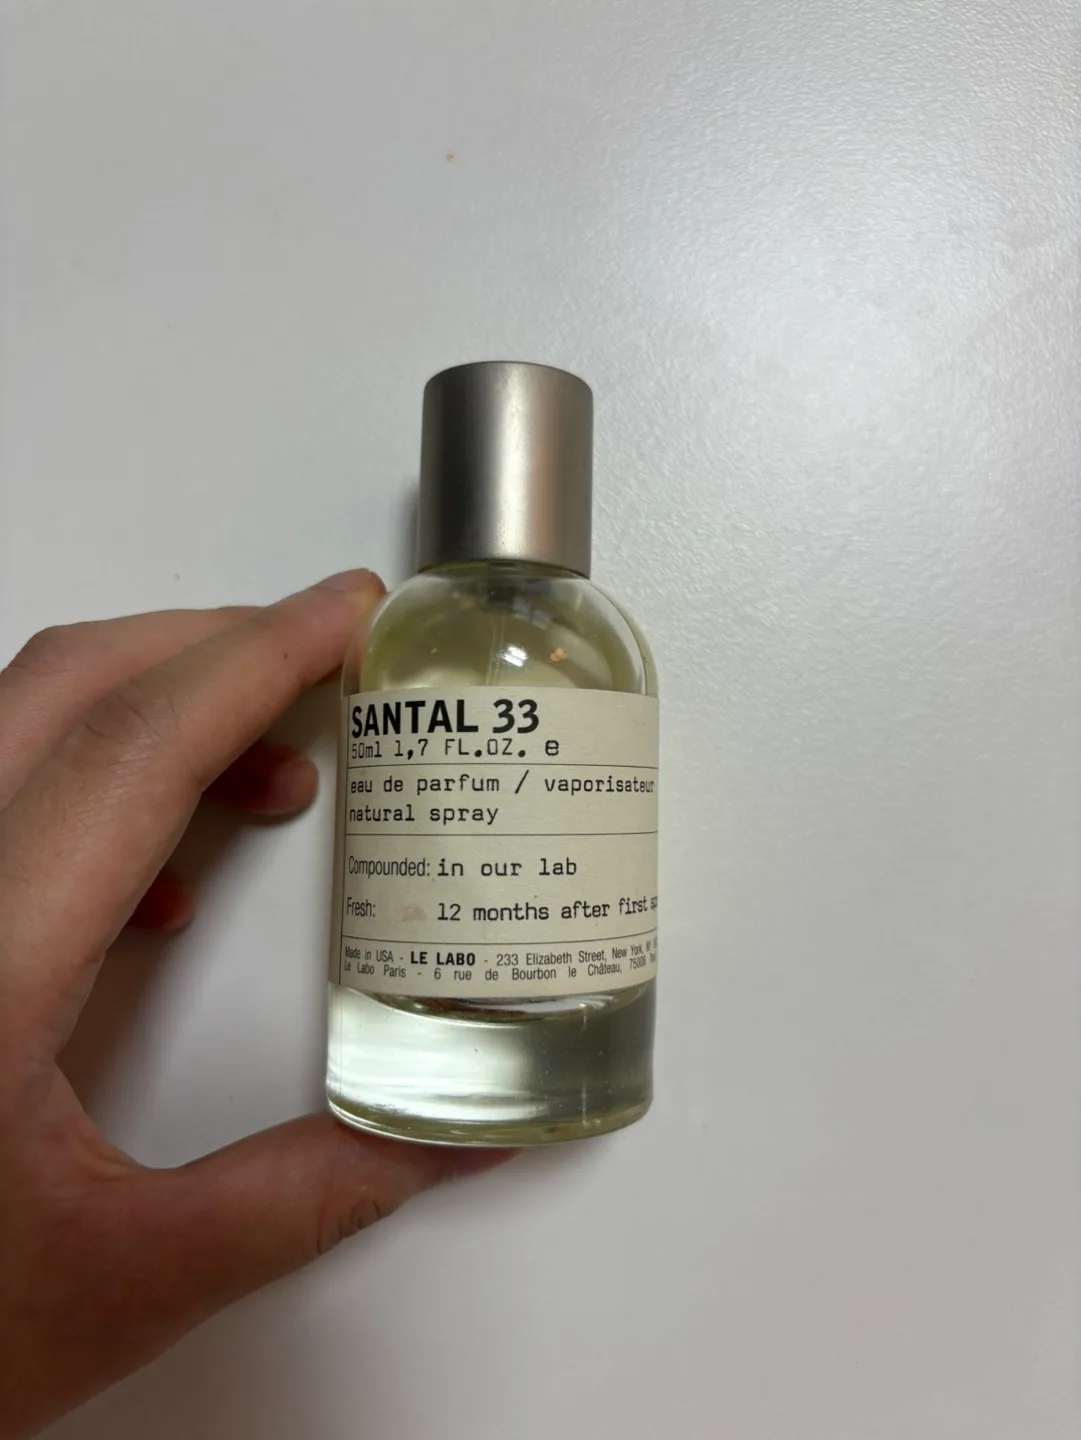 SANTAL 33
50ml 1,7 FL.OZ. e
eau de parfum / vaporisateur
natural spray
Compounded: in our lab
Fresh: 12 months after first
Made in USA - LE LABO - 233 Elizabeth Street, New York,
Le Labo Paris - 6 rue de Bourbon le Château, 75006